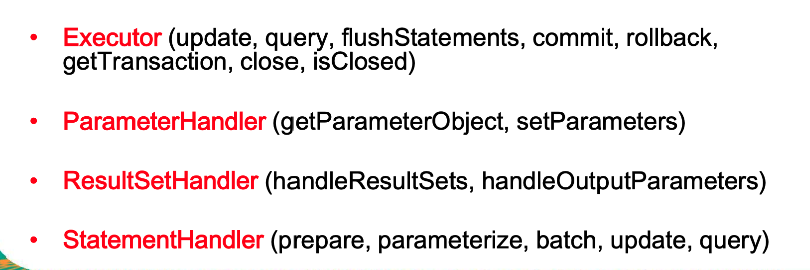 • Executor (update, query, flushStatements, commit, rollback,
getTransaction, close, isClosed)
• ParameterHandler (getParameterObject, setParameters)
• ResultSetHandler (handleResultSets, handleOutputParameters)
• StatementHandler (prepare, parameterize, batch, update, query)